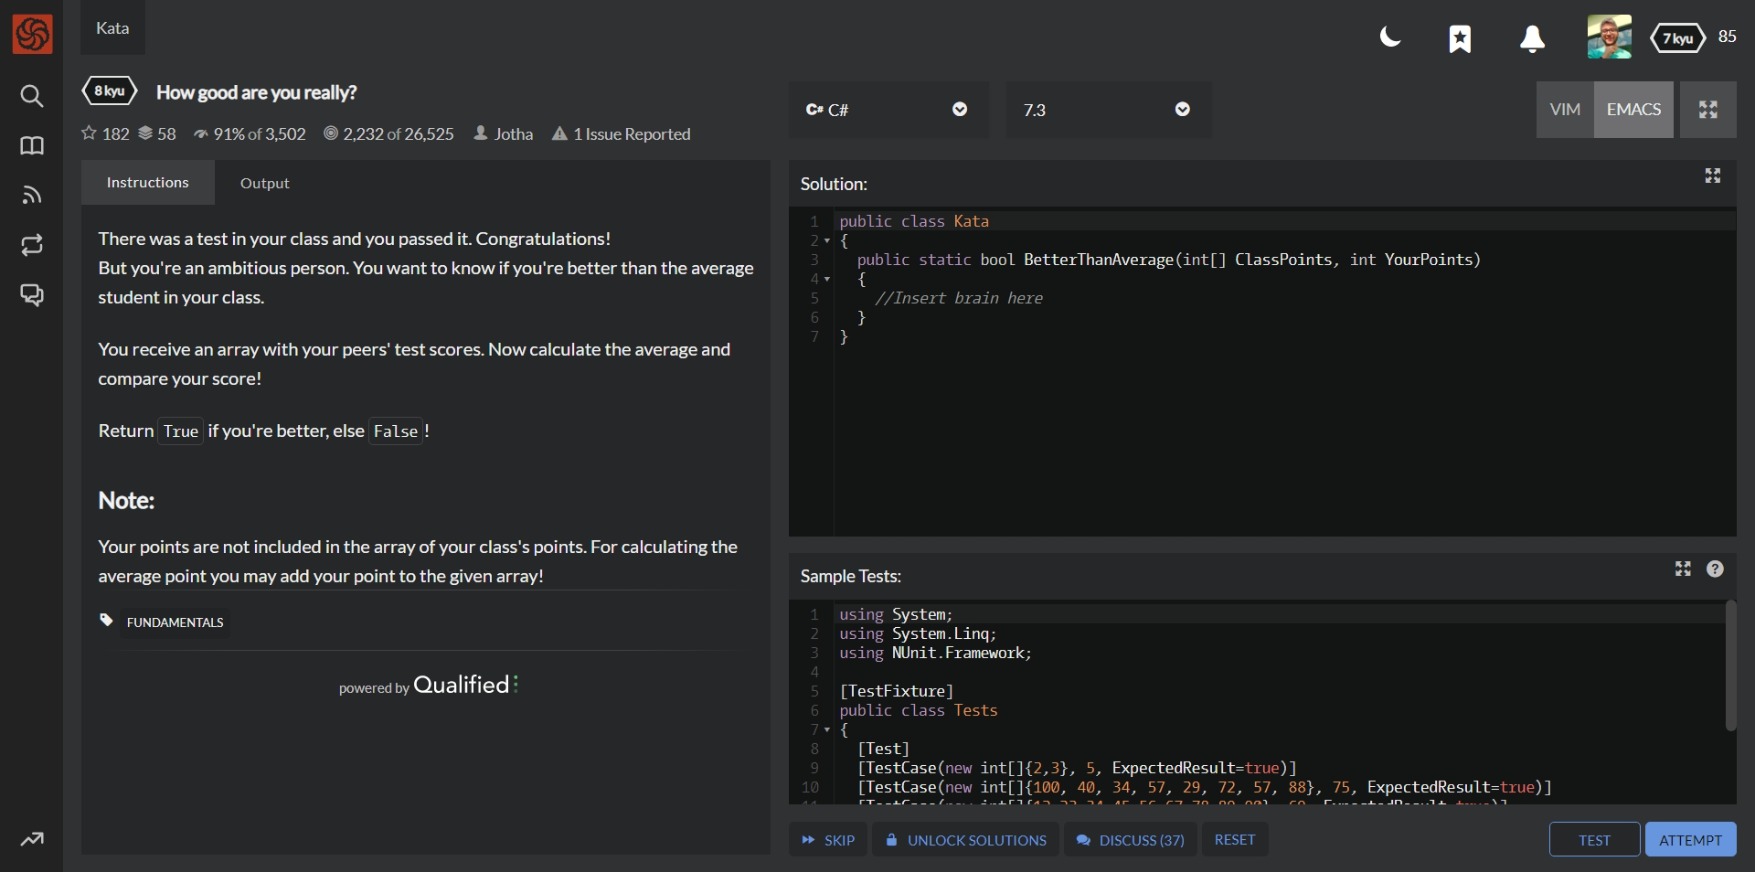 Kata
7 kyu 85
8 kyu How good are you really?
182 58 91% of 3,502 2,232 of 26,525 Jotha 1 Issue Reported
C# C#
7.3
VIM EMACS
Instructions Output
There was a test in your class and you passed it. Congratulations!
But you're an ambitious person. You want to know if you're better than the average
student in your class.
You receive an array with your peers' test scores. Now calculate the average and
compare your score!
Return True if you're better, else False !
Note:
Your points are not included in the array of your class's points. For calculating the
average point you may add your point to the given array!
FUNDAMENTALS
powered by Qualified
Solution:
1 public class Kata
2 {
3 public static bool BetterThanAverage(int[] ClassPoints, int YourPoints)
4 {
5 //Insert brain here
6 }
7 }
Sample Tests:
1 using System;
2 using System.Linq;
3 using NUnit.Framework;
4
5 [TestFixture]
6 public class Tests
7 {
8 [Test]
9 [TestCase(new int[]{2,3}, 5, ExpectedResult=true)]
10 [TestCase(new int[]{100, 40, 34, 57, 29, 72, 57, 88}, 75, ExpectedResult=true)]
SKIP UNLOCK SOLUTIONS DISCUSS (37) RESET
TEST ATTEMPT